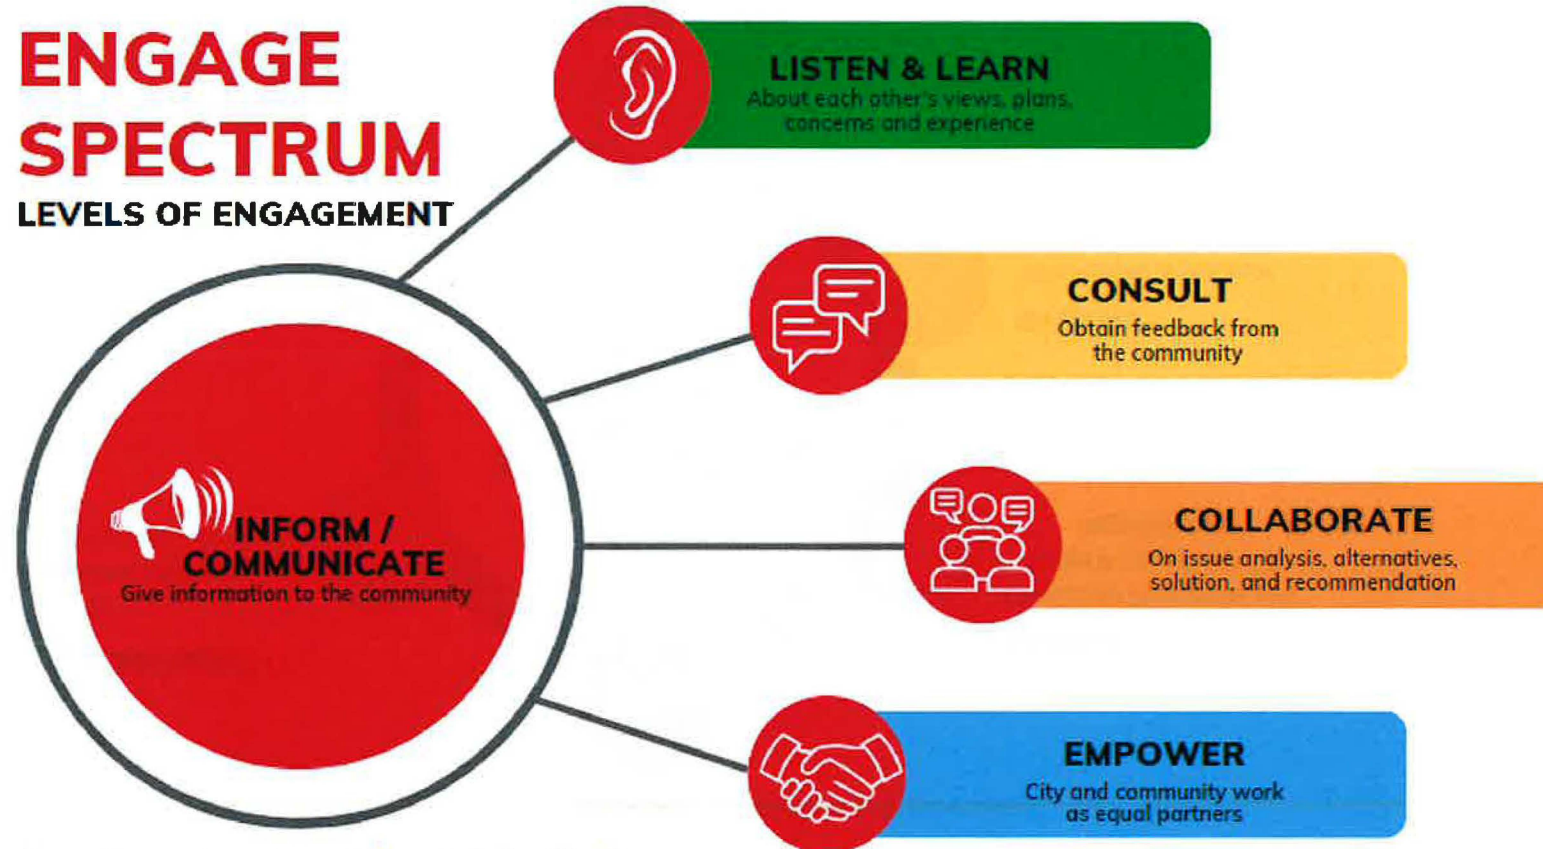 ENGAGE
SPECTRUM
LEVELS OF ENGAGEMENT
LISTEN & LEARN
About each other's views, plans,
concerns and experience
CONSULT
Obtain feedback from
the community
INFORM /
COMMUNICATE
Give information to the community
COLLABORATE
On issue analysis, alternatives,
solution, and recommendation
EMPOWER
City and community work
as equal partners